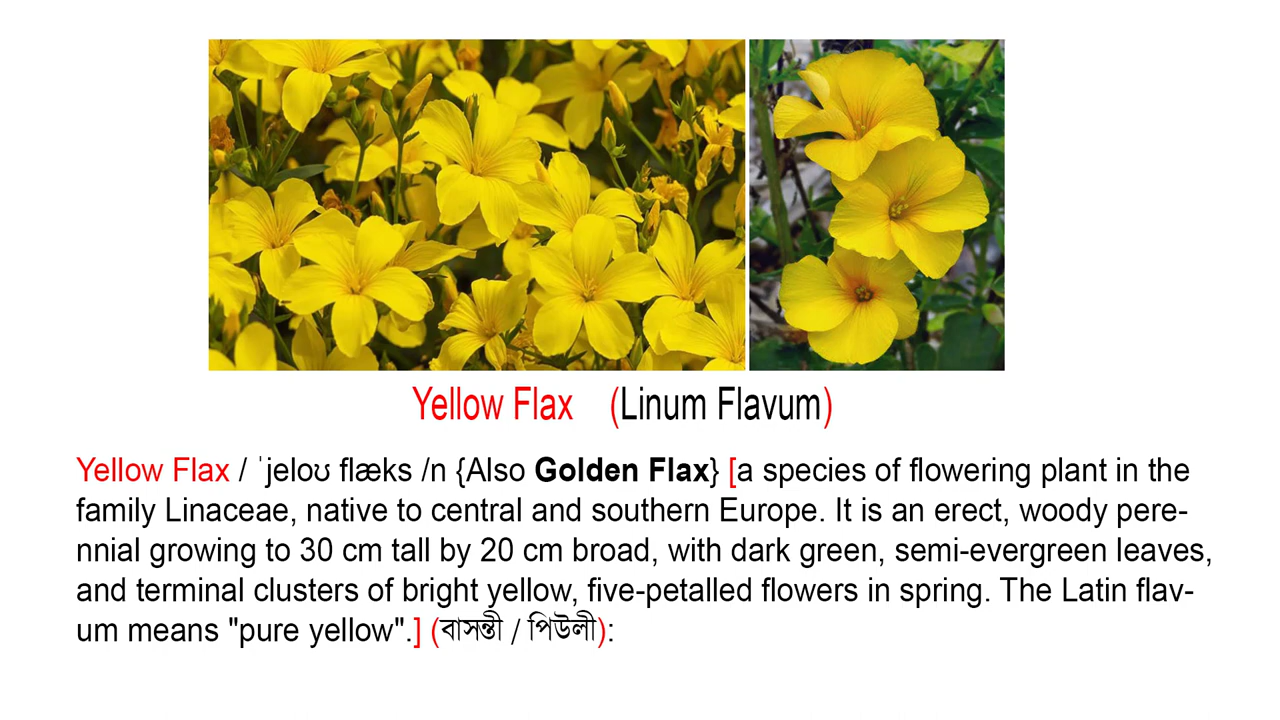 Yellow Flax (Linum Flavum)
Yellow Flax / ˈjeloʊ flæks /n {Also Golden Flax} [a species of flowering plant in the
family Linaceae, native to central and southern Europe. It is an erect, woody pere-
nnial growing to 30 cm tall by 20 cm broad, with dark green, semi-evergreen leaves,
and terminal clusters of bright yellow, five-petalled flowers in spring. The Latin flav-
um means "pure yellow".] (বাসন্তী / পিউলী):